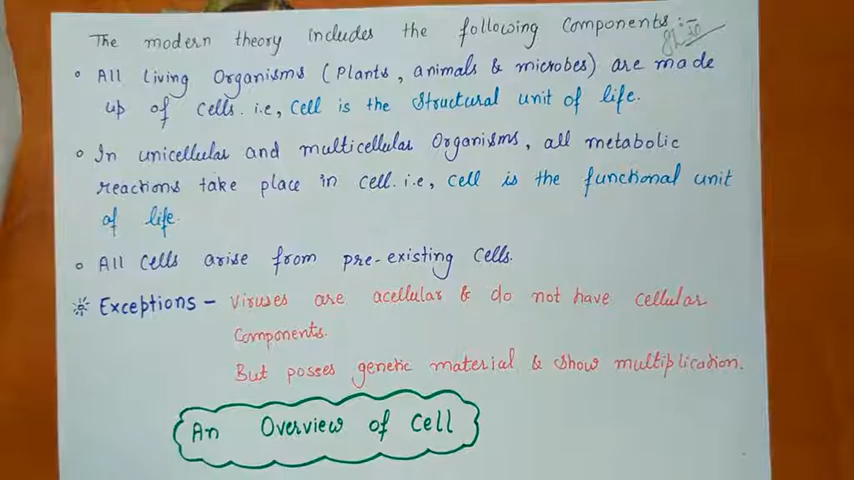 The modern theory includes the following Components:-
All Living Organisms (Plants, animals & microbes) are made
up of cells. i.e, cell is the Structural unit of life.
In unicellular and multicellular Organisms, all metabolic
reactions take place in cell. i.e, cell is the functional unit
of life.
All Cells arise from pre-existing cells.
Exceptions - Viruses are acellular & do not have cellular
Components.
But posses genetic material & show multiplication.
An Overview of Cell